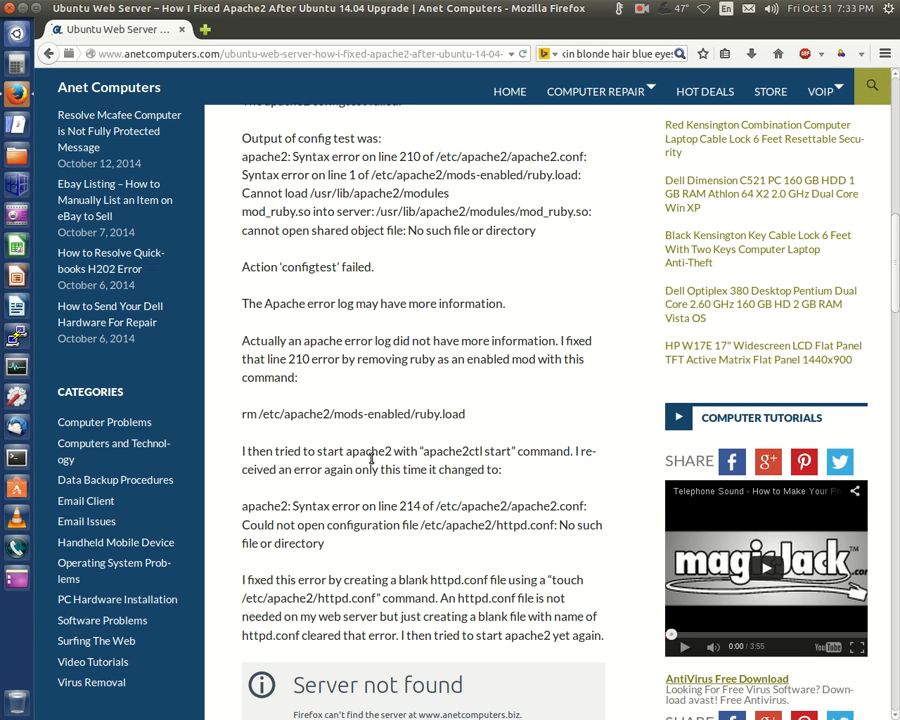 Ubuntu Web Server – How I Fixed Apache2 After Ubuntu 14.04 Upgrade | Anet Computers - Mozilla Firefox
47°
En
Fri Oct 31 7:33 PM
Ubuntu Web Server ...
www.anetcomputers.com/ubuntu-web-server-how-i-fixed-apache2-after-ubuntu-14-04-
kin blonde hair blue eyes
ABP
Anet Computers
HOME
COMPUTER REPAIR
HOT DEALS
STORE
VOIP
Resolve Mcafee Computer
is Not Fully Protected
Message
October 12, 2014
Ebay Listing – How to
Manually List an Item on
eBay to Sell
October 7, 2014
How to Resolve Quick-
books H202 Error
October 6, 2014
How to Send Your Dell
Hardware For Repair
October 6, 2014
CATEGORIES
Computer Problems
Computers and Technol-
ogy
Data Backup Procedures
Email Client
Email Issues
Handheld Mobile Device
Operating System Prob-
lems
PC Hardware Installation
Software Problems
Surfing The Web
Video Tutorials
Virus Removal
Output of config test was:
apache2: Syntax error on line 210 of /etc/apache2/apache2.conf:
Syntax error on line 1 of /etc/apache2/mods-enabled/ruby.load:
Cannot load /usr/lib/apache2/modules
mod_ruby.so into server: /usr/lib/apache2/modules/mod_ruby.so:
cannot open shared object file: No such file or directory
Action ‘configtest’ failed.
The Apache error log may have more information.
Actually an apache error log did not have more information. I fixed
that line 210 error by removing ruby as an enabled mod with this
command:
rm /etc/apache2/mods-enabled/ruby.load
I then tried to start apache2 with “apache2ctl start” command. I re-
ceived an error again only this time it changed to:
apache2: Syntax error on line 214 of /etc/apache2/apache2.conf:
Could not open configuration file /etc/apache2/httpd.conf: No such
file or directory
I fixed this error by creating a blank httpd.conf file using a “touch
/etc/apache2/httpd.conf” command. An httpd.conf file is not
needed on my web server but just creating a blank file with name of
httpd.conf cleared that error. I then tried to start apache2 yet again.
Server not found
Firefox can't find the server at www.anetcomputers.biz.
Red Kensington Combination Computer
Laptop Cable Lock 6 Feet Resettable Secu-
rity
Dell Dimension C521 PC 160 GB HDD 1
GB RAM Athlon 64 X2 2.0 GHz Dual Core
Win XP
Black Kensington Key Cable Lock 6 Feet
With Two Keys Computer Laptop
Anti-Theft
Dell Optiplex 380 Desktop Pentium Dual
Core 2.60 GHz 160 GB HD 2 GB RAM
Vista OS
HP W17E 17" Widescreen LCD Flat Panel
TFT Active Matrix Flat Panel 1440x900
COMPUTER TUTORIALS
SHARE
Telephone Sound - How to Make Your Ph
magicJack
0:00 / 3:55
YouTube
AntiVirus Free Download
Looking For Free Virus Software? Down-
load avast! Free Antivirus.
SHARE